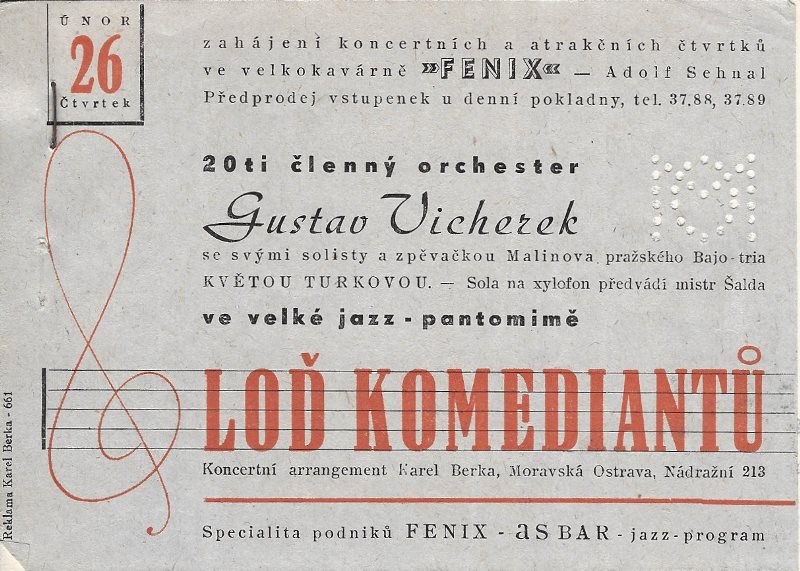 ÚNOR
26
Čtvrtek
zahájení koncertních a atrakčních čtvrtků
ve velkokavárně »FENIX« — Adolf Sehnal
Předprodej vstupenek u denní pokladny, tel. 37.88, 37.89
20ti členný orchester
Gustav Vicherek
se svými solisty a zpěvačkou Malinova pražského Bajo-tria
KVĚTOU TURKOVOU. — Sola na xylofon předvádí mistr Šalda
ve velké jazz - pantomimě
LOĎ KOMEDIANTŮ
Koncertní arrangement Karel Berka, Moravská Ostrava, Nádražní 213
Specialita podniků FENIX - aS BAR - jazz-program
Reklama Karel Berka - 661